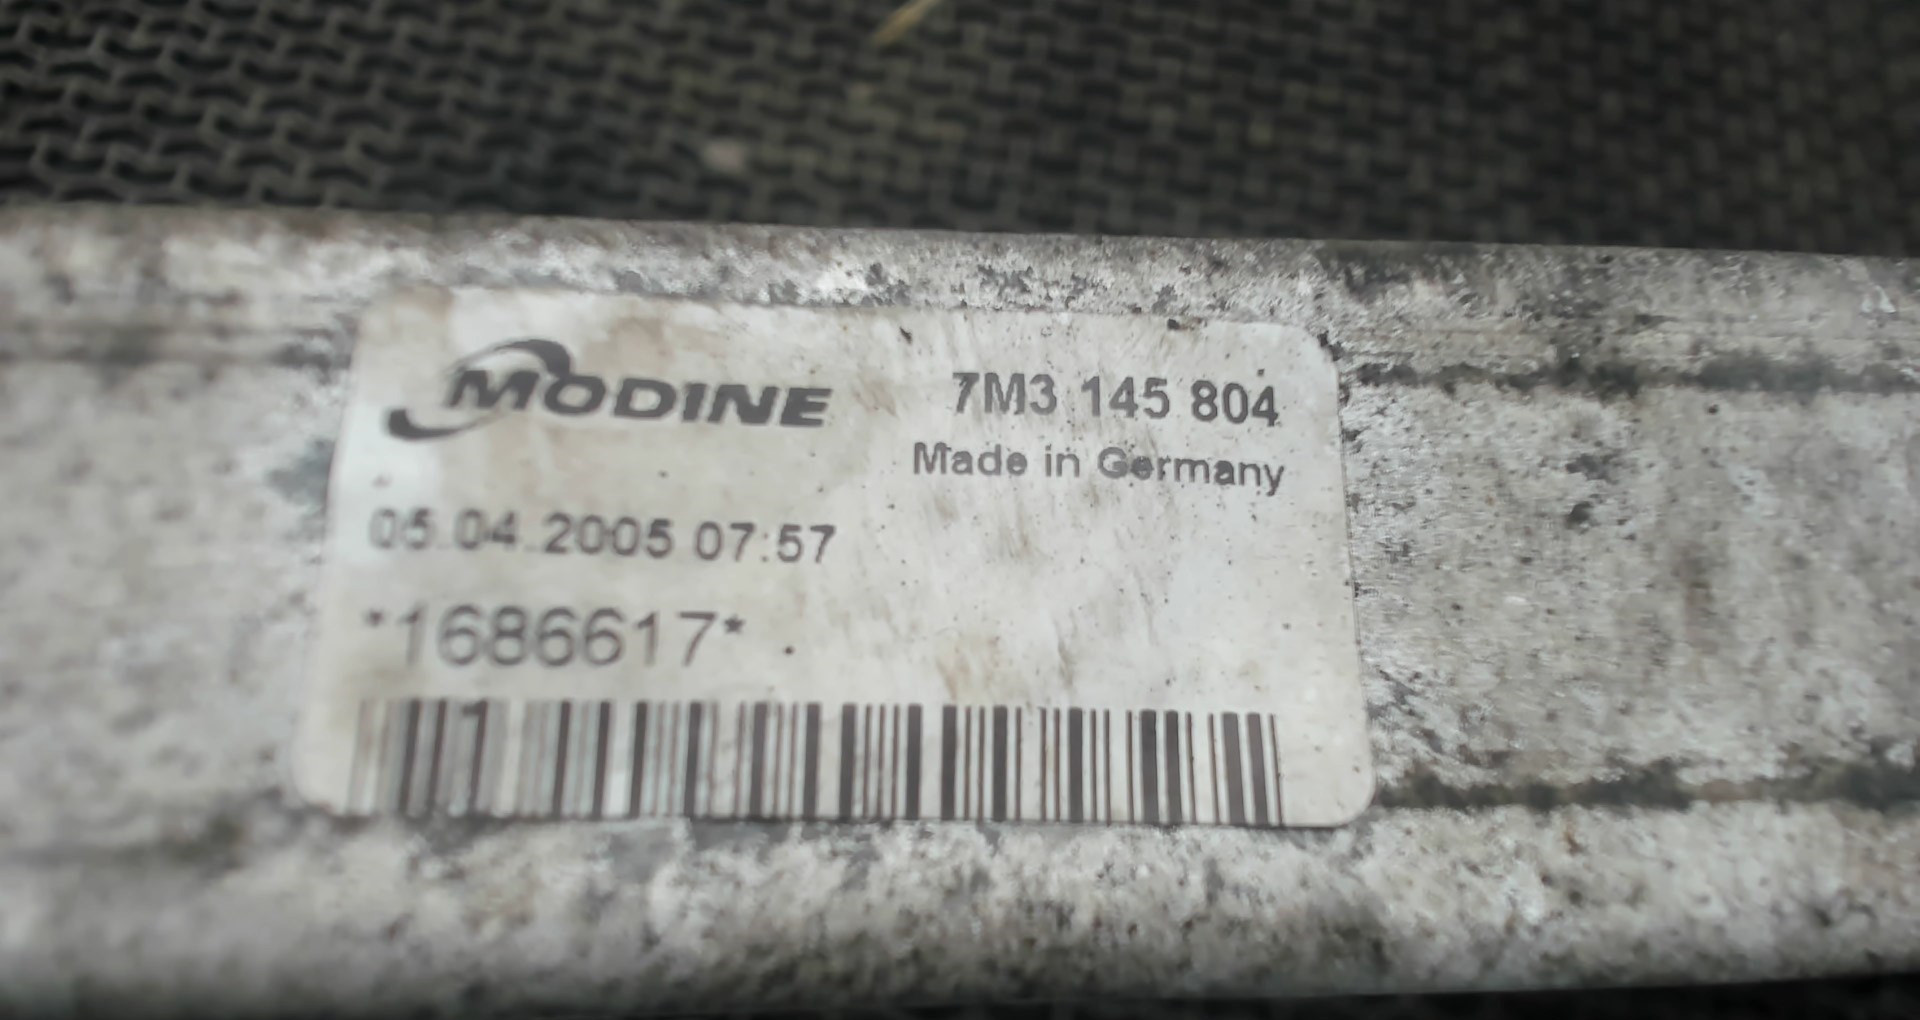 MODINE
7M3 145 804
Made in Germany
05.04.2005 07:57
*1686617*